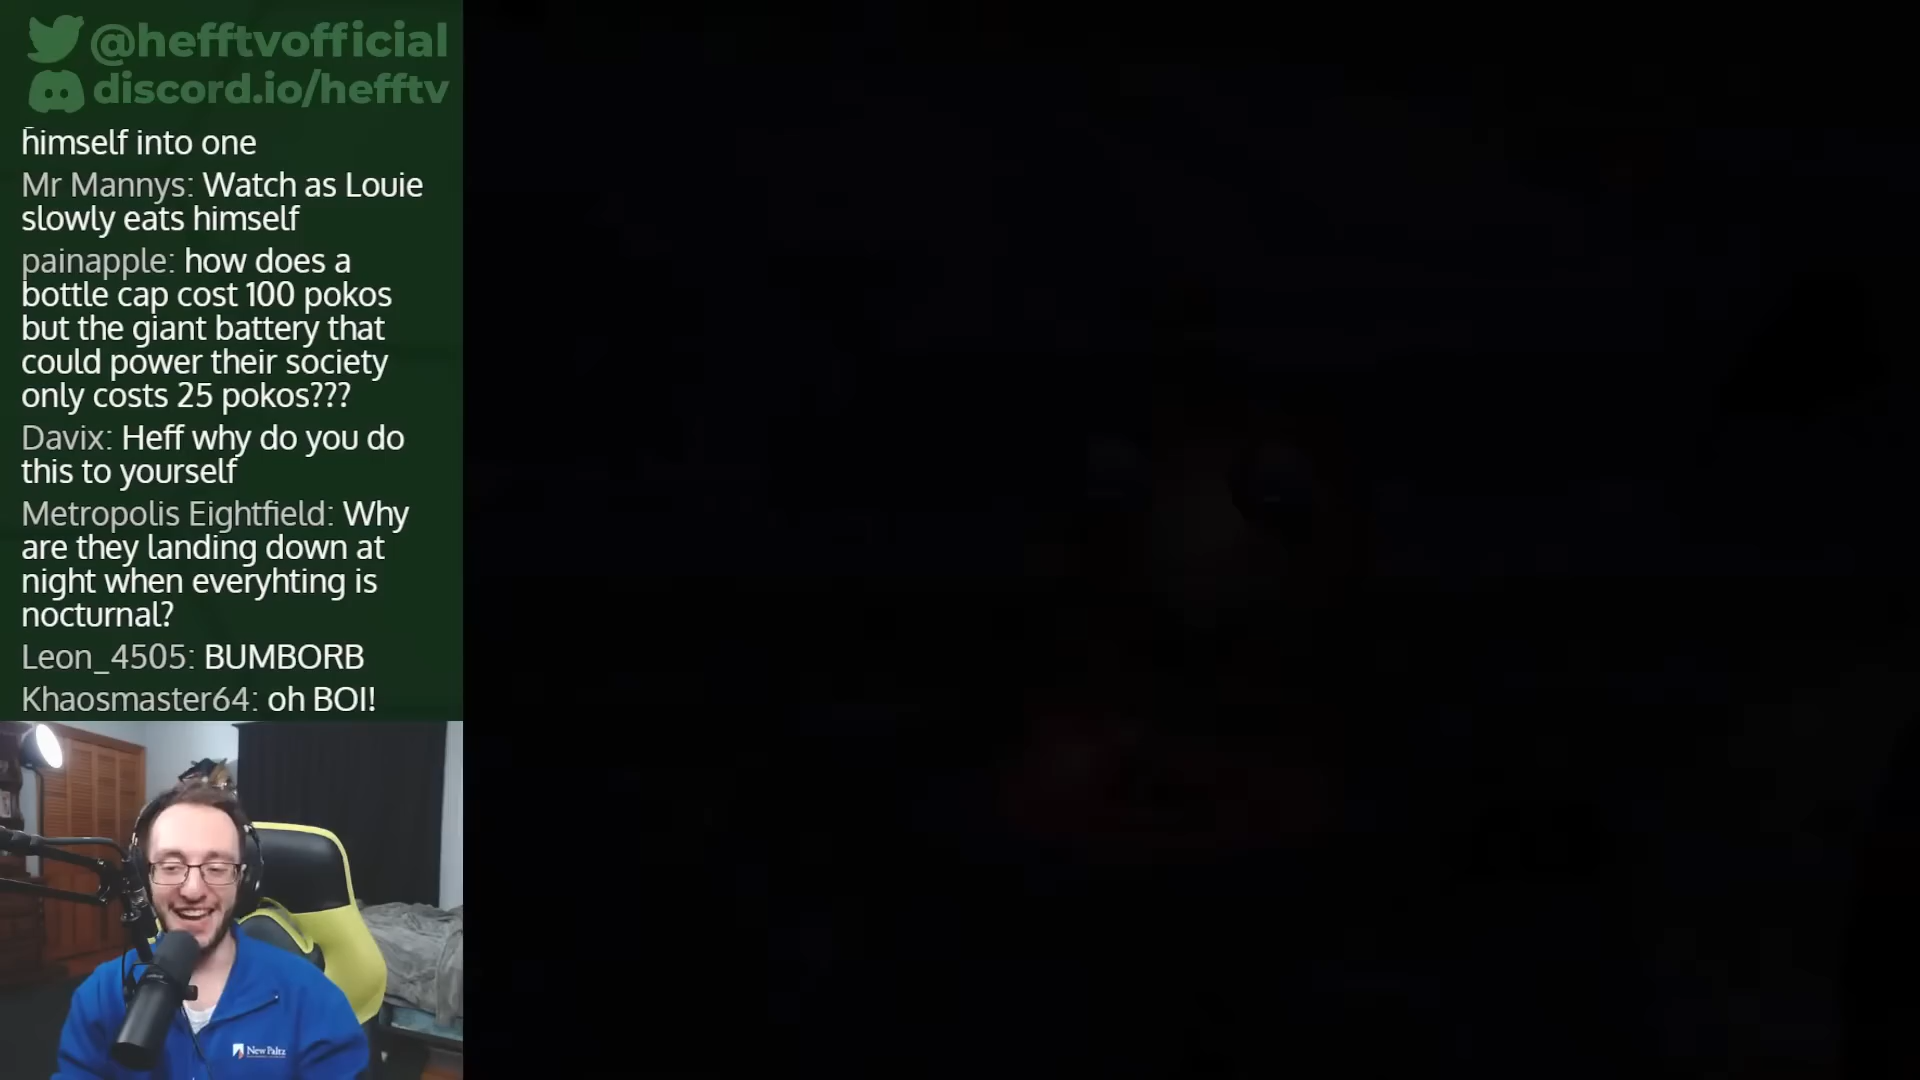 @hefftvofficial
discord.io/hefftv
himself into one
Mr Mannys: Watch as Louie
slowly eats himself
painapple: how does a
bottle cap cost 100 pokos
but the giant battery that
could power their society
only costs 25 pokos???
Davix: Heff why do you do
this to yourself
Metropolis Eightfield: Why
are they landing down at
night when everyhting is
nocturnal?
Leon_4505: BUMBORB
Khaosmaster64: oh BOI!
New Paltz